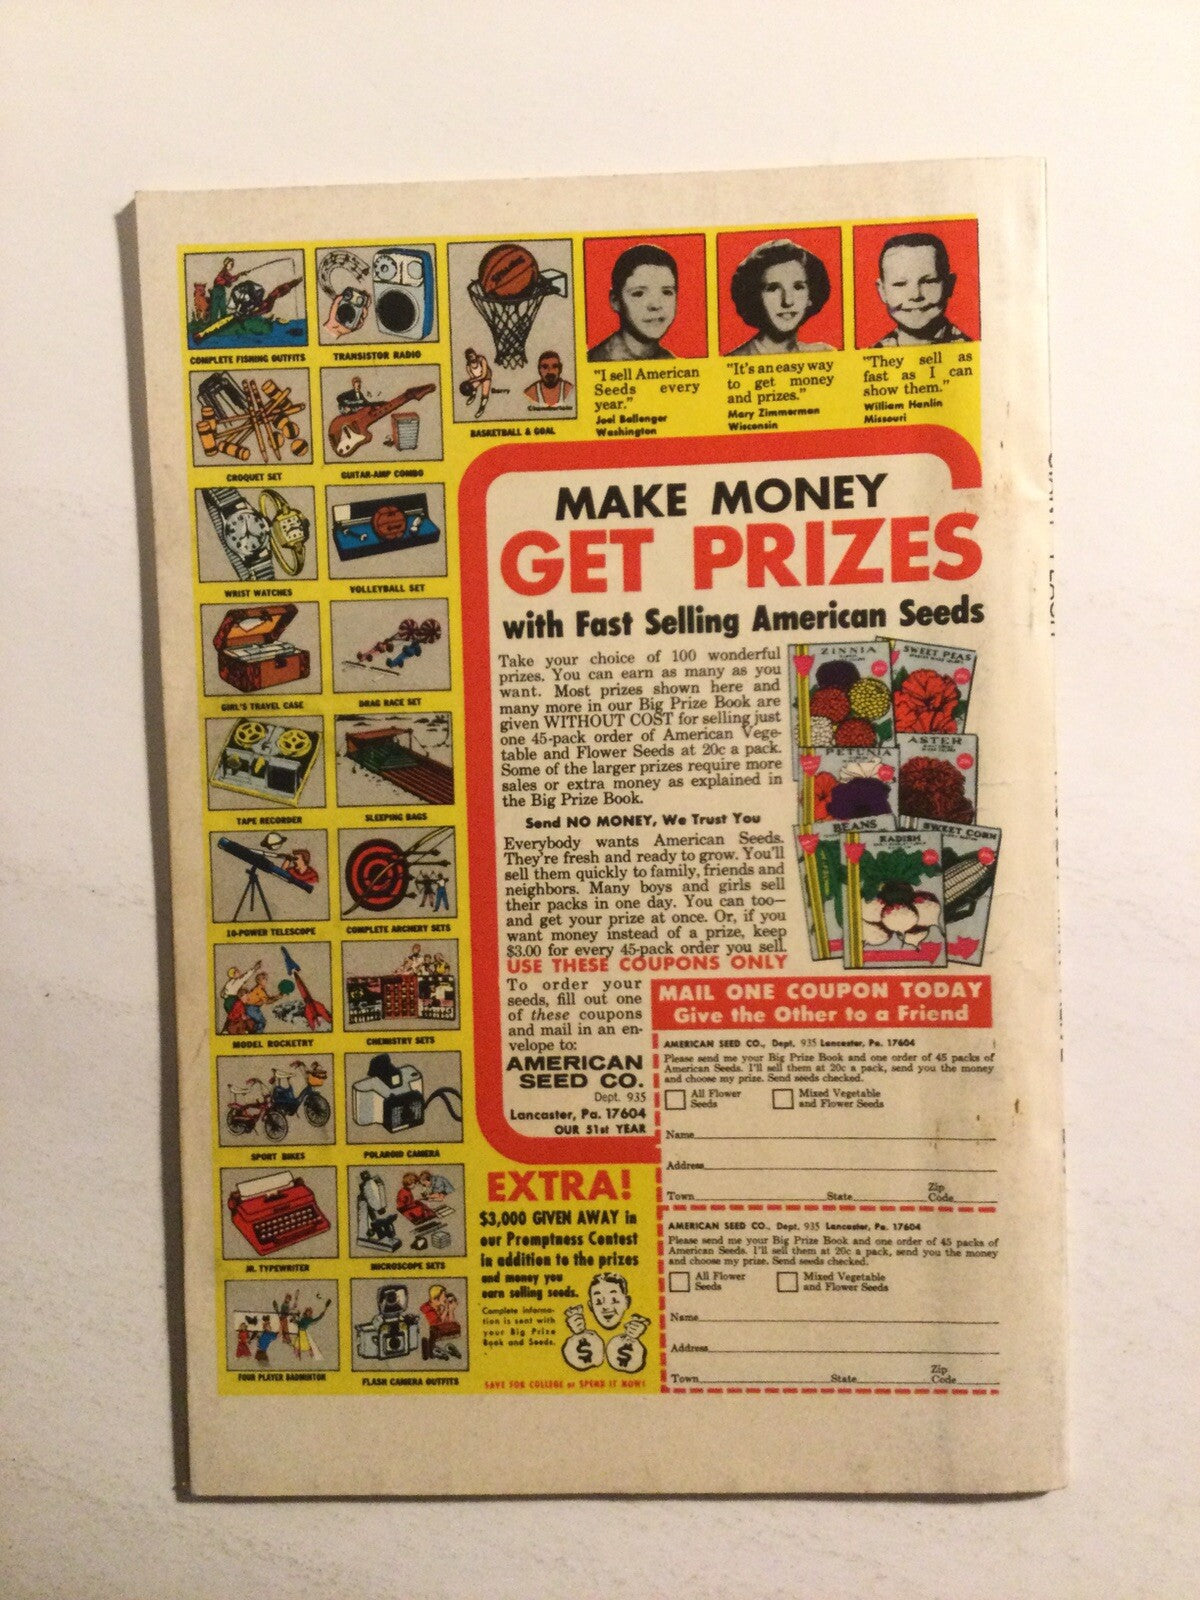 COMPLETE FISHING OUTFITS
TRANSISTOR RADIO
CROQUET SET
GUITAR-AMP COMBO
WRIST WATCHES
VOLLEYBALL SET
GIRL'S TRAVEL CASE
DRAG RACE SET
TAPE RECORDER
SLEEPING BAGS
10-POWER TELESCOPE
COMPLETE ARCHERY SETS
MODEL ROCKETRY
CHEMISTRY SETS
SPORT BIKES
POLAROID CAMERA
JR. TYPEWRITER
MICROSCOPE SETS
FOUR PLAYER BADMINTON
FLASH CAMERA OUTFITS
Barry
Chamberlain
BASKETBALL & GOAL
"I sell American
Seeds every
year."
Joel Ballenger
Washington
"It's an easy way
to get money
and prizes."
Mary Zimmerman
Wisconsin
"They sell as
fast as I can
show them."
William Hanlin
Missouri
MAKE MONEY
GET PRIZES
with Fast Selling American Seeds
Take your choice of 100 wonderful
prizes. You can earn as many as you
want. Most prizes shown here and
many more in our Big Prize Book are
given WITHOUT COST for selling just
one 45-pack order of American Vege-
table and Flower Seeds at 20c a pack.
Some of the larger prizes require more
sales or extra money as explained in
the Big Prize Book.
Send NO MONEY, We Trust You
Everybody wants American Seeds.
They're fresh and ready to grow. You'll
sell them quickly to family, friends and
neighbors. Many boys and girls sell
their packs in one day. You can too—
and get your prize at once. Or, if you
want money instead of a prize, keep
$3.00 for every 45-pack order you sell.
USE THESE COUPONS ONLY
To order your
seeds, fill out one
of these coupons
and mail in an en-
velope to:
AMERICAN
SEED CO.
Dept. 935
Lancaster, Pa. 17604
OUR 51st YEAR
ZINNIA
SWEET PEAS
PETUNIA
ASTER
BEANS
RADISH
SWEET CORN
MAIL ONE COUPON TODAY
Give the Other to a Friend
AMERICAN SEED CO., Dept. 935 Lancaster, Pa. 17604
Please send me your Big Prize Book and one order of 45 packs of
American Seeds. I'll sell them at 20c a pack, send you the money
and choose my prize. Send seeds checked.
All Flower
Seeds
Mixed Vegetable
and Flower Seeds
Name
Address
Town State Zip Code
AMERICAN SEED CO., Dept. 935 Lancaster, Pa. 17604
Please send me your Big Prize Book and one order of 45 packs of
American Seeds. I'll sell them at 20c a pack, send you the money
and choose my prize. Send seeds checked.
All Flower
Seeds
Mixed Vegetable
and Flower Seeds
Name
Address
Town State Zip Code
EXTRA!
$3,000 GIVEN AWAY in
our Promptness Contest
in addition to the prizes
and money you
earn selling seeds.
Complete informa-
tion is sent with
your Big Prize
Book and Seeds.
$ $
SAVE FOR COLLEGE or SPEND IT NOW!